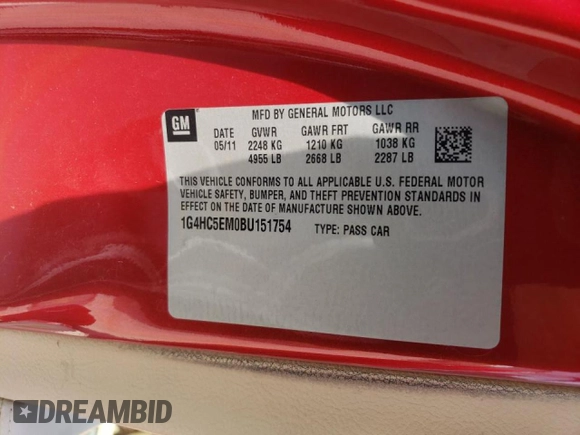 GM
MFD BY GENERAL MOTORS LLC
DATE GVWR GAWR FRT GAWR RR
05/11 2248 KG 1210 KG 1038 KG
4955 LB 2668 LB 2287 LB
THIS VEHICLE CONFORMS TO ALL APPLICABLE U.S. FEDERAL MOTOR
VEHICLE SAFETY, BUMPER, AND THEFT PREVENTION STANDARDS IN
EFFECT ON THE DATE OF MANUFACTURE SHOWN ABOVE.
1G4HC5EM0BU151754 TYPE: PASS CAR
DREAMBID